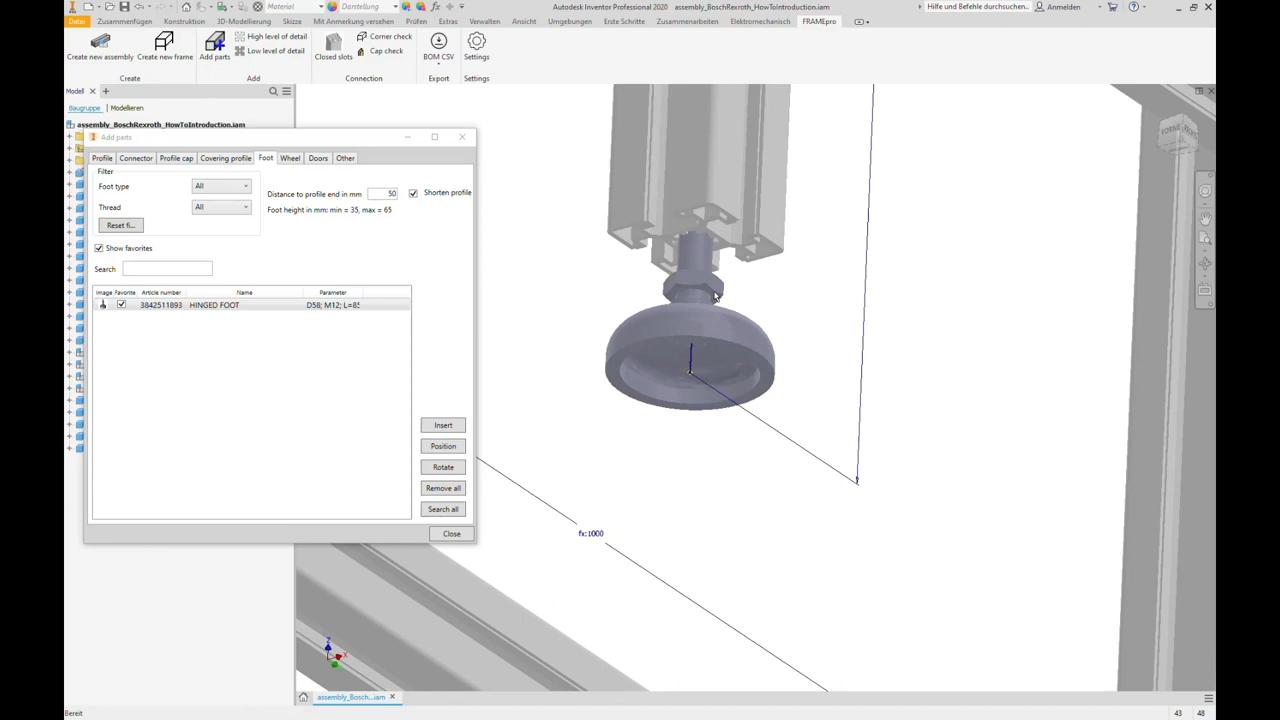 Material
Darstellung
Autodesk Inventor Professional 2020
assembly_BoschRexroth_HowToIntroduction.iam
Hilfe und Befehle durchsuchen...
Anmelden
Datei
Zusammenfügen
Konstruktion
3D-Modellierung
Skizze
Mit Anmerkung versehen
Prüfen
Extras
Verwalten
Ansicht
Umgebungen
Erste Schritte
Zusammenarbeiten
Elektromechanisch
FRAMEpro
Create new assembly
Create new frame
Add parts
High level of detail
Low level of detail
Closed slots
Corner check
Cap check
BOM CSV
Settings
Create
Add
Connection
Export
Settings
Modell
Baugruppe
Modellieren
assembly_BoschRexroth_HowToIntroduction.iam
Add parts
Profile
Connector
Profile cap
Covering profile
Foot
Wheel
Doors
Other
Filter
Foot type
All
Thread
All
Reset fi...
Distance to profile end in mm
50
Shorten profile
Foot height in mm: min = 35, max = 65
Show favorites
Search
Image Favorite Article number Name Parameter
3842511893 HINGED FOOT D58; M12; L=85
Insert
Position
Rotate
Remove all
Search all
Close
fx:1000
Z
X
assembly_Bosch...iam
Bereit
43
48